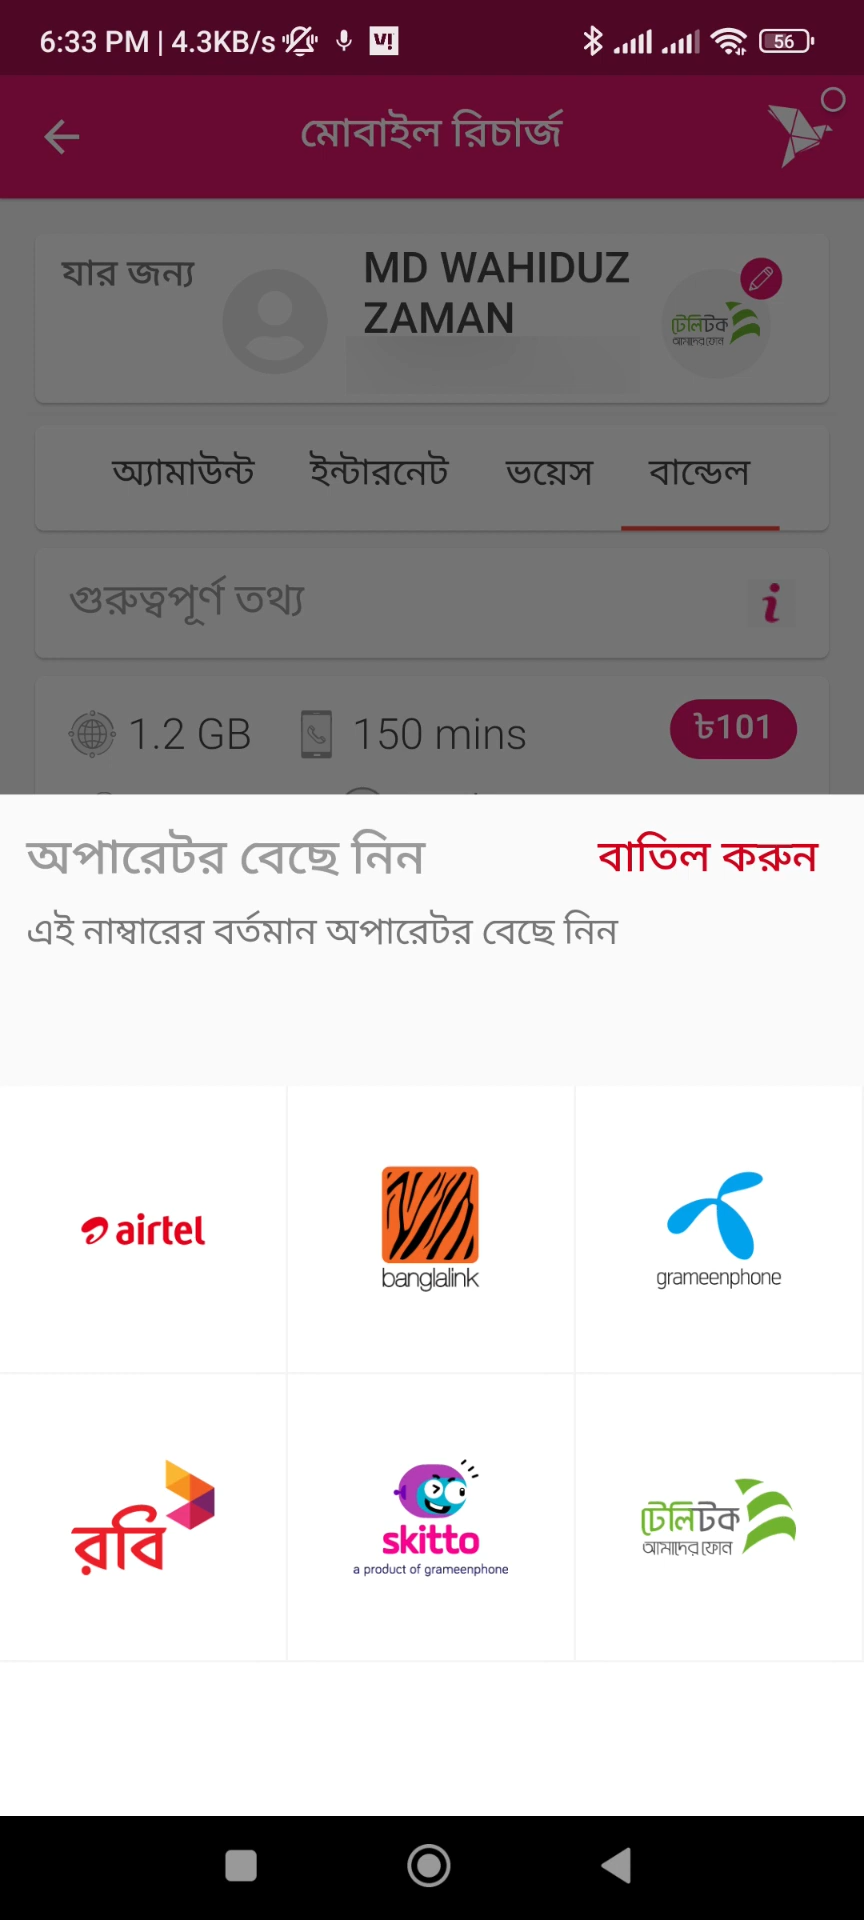 6:33 PM | 4.3KB/s V! 56
মোবাইল রিচার্জ
যার জন্য
MD WAHIDUZ
ZAMAN
টেলিটক
আমাদের ফোন
অ্যামাউন্ট ইন্টারনেট ভয়েস বান্ডেল
গুরুত্বপূর্ণ তথ্য i
1.2 GB 150 mins ৳101
অপারেটর বেছে নিন বাতিল করুন
এই নাম্বারের বর্তমান অপারেটর বেছে নিন
airtel
banglalink
grameenphone
রবি
skitto
a product of grameenphone
টেলিটক
আমাদের ফোন